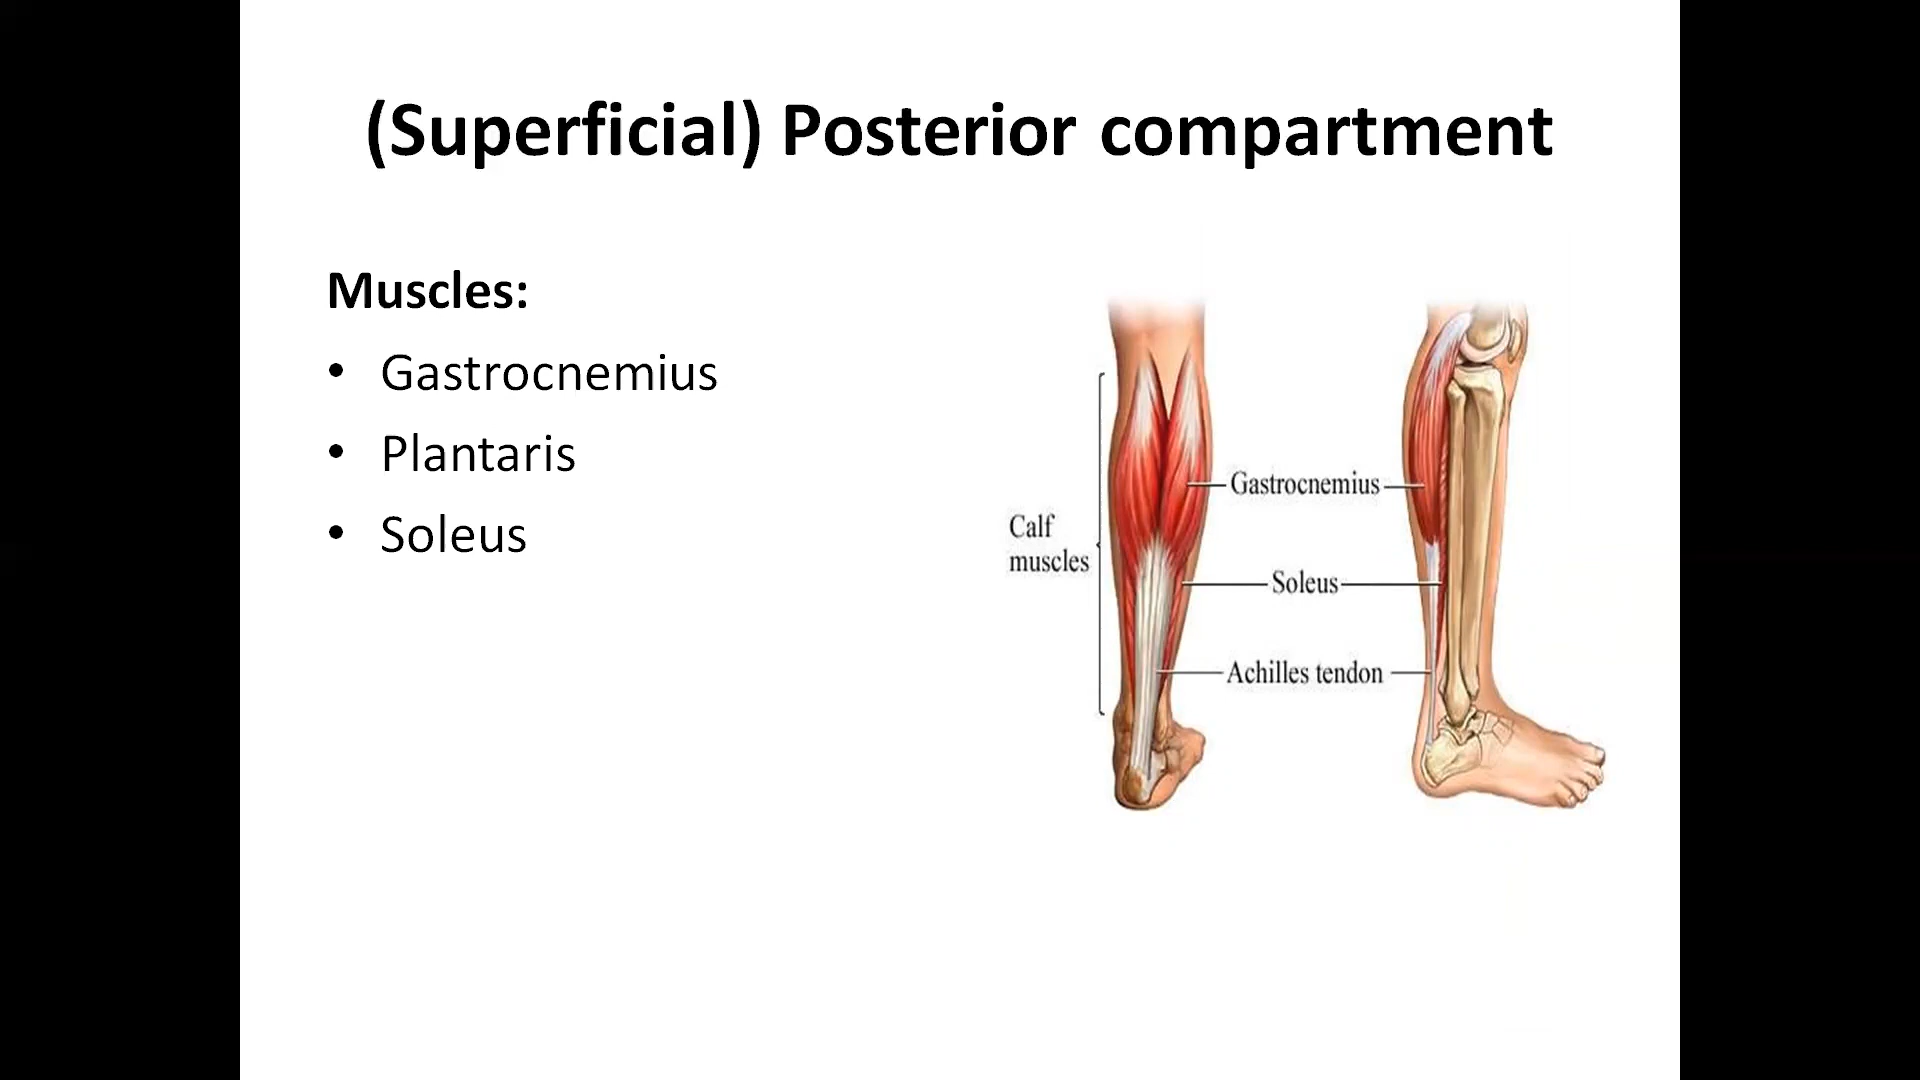 (Superficial) Posterior compartment
Muscles:
• Gastrocnemius
• Plantaris
• Soleus
Calf
muscles
Gastrocnemius
Soleus
Achilles tendon